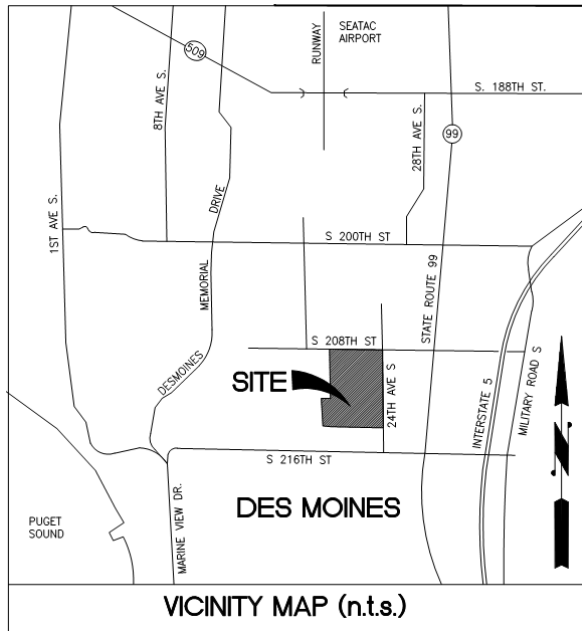 SEATAC
AIRPORT
RUNWAY
509
8TH AVE S.
S. 188TH ST.
28TH AVE S.
99
1ST AVE S.
DRIVE
S 200TH ST
MEMORIAL
STATE ROUTE 99
S 208TH ST
DESMOINES
SITE
24TH AVE S
INTERSTATE 5
MILITARY ROAD S
S 216TH ST
N
DES MOINES
MARINE VIEW DR.
PUGET
SOUND
VICINITY MAP (n.t.s.)